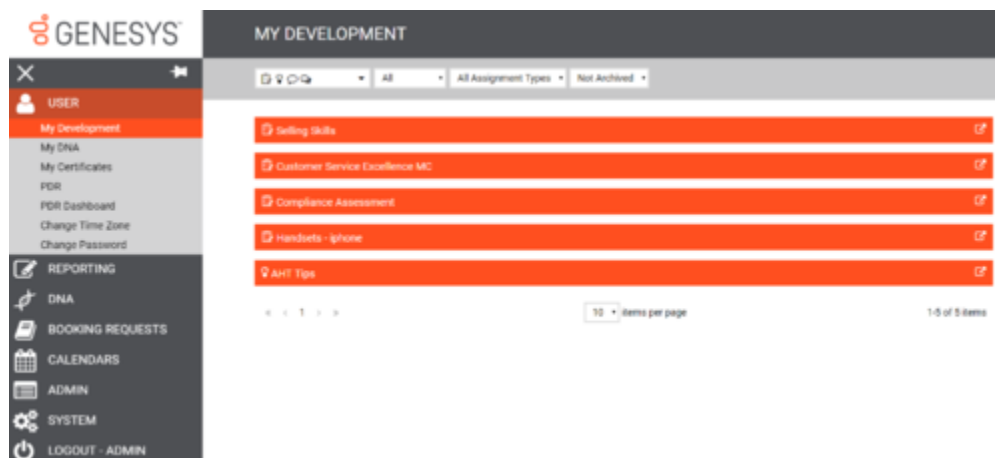 GENESYS
MY DEVELOPMENT
All
All Assignment Types
Not Archived
USER
My Development
My DNA
My Certificates
PDR
PDR Dashboard
Change Time Zone
Change Password
REPORTING
DNA
BOOKING REQUESTS
CALENDARS
ADMIN
SYSTEM
LOGOUT - ADMIN
Selling Skills
Customer Service Excellence MC
Compliance Assessment
Handsets - iphone
AHT Tips
1
10 items per page
1-5 of 5 items